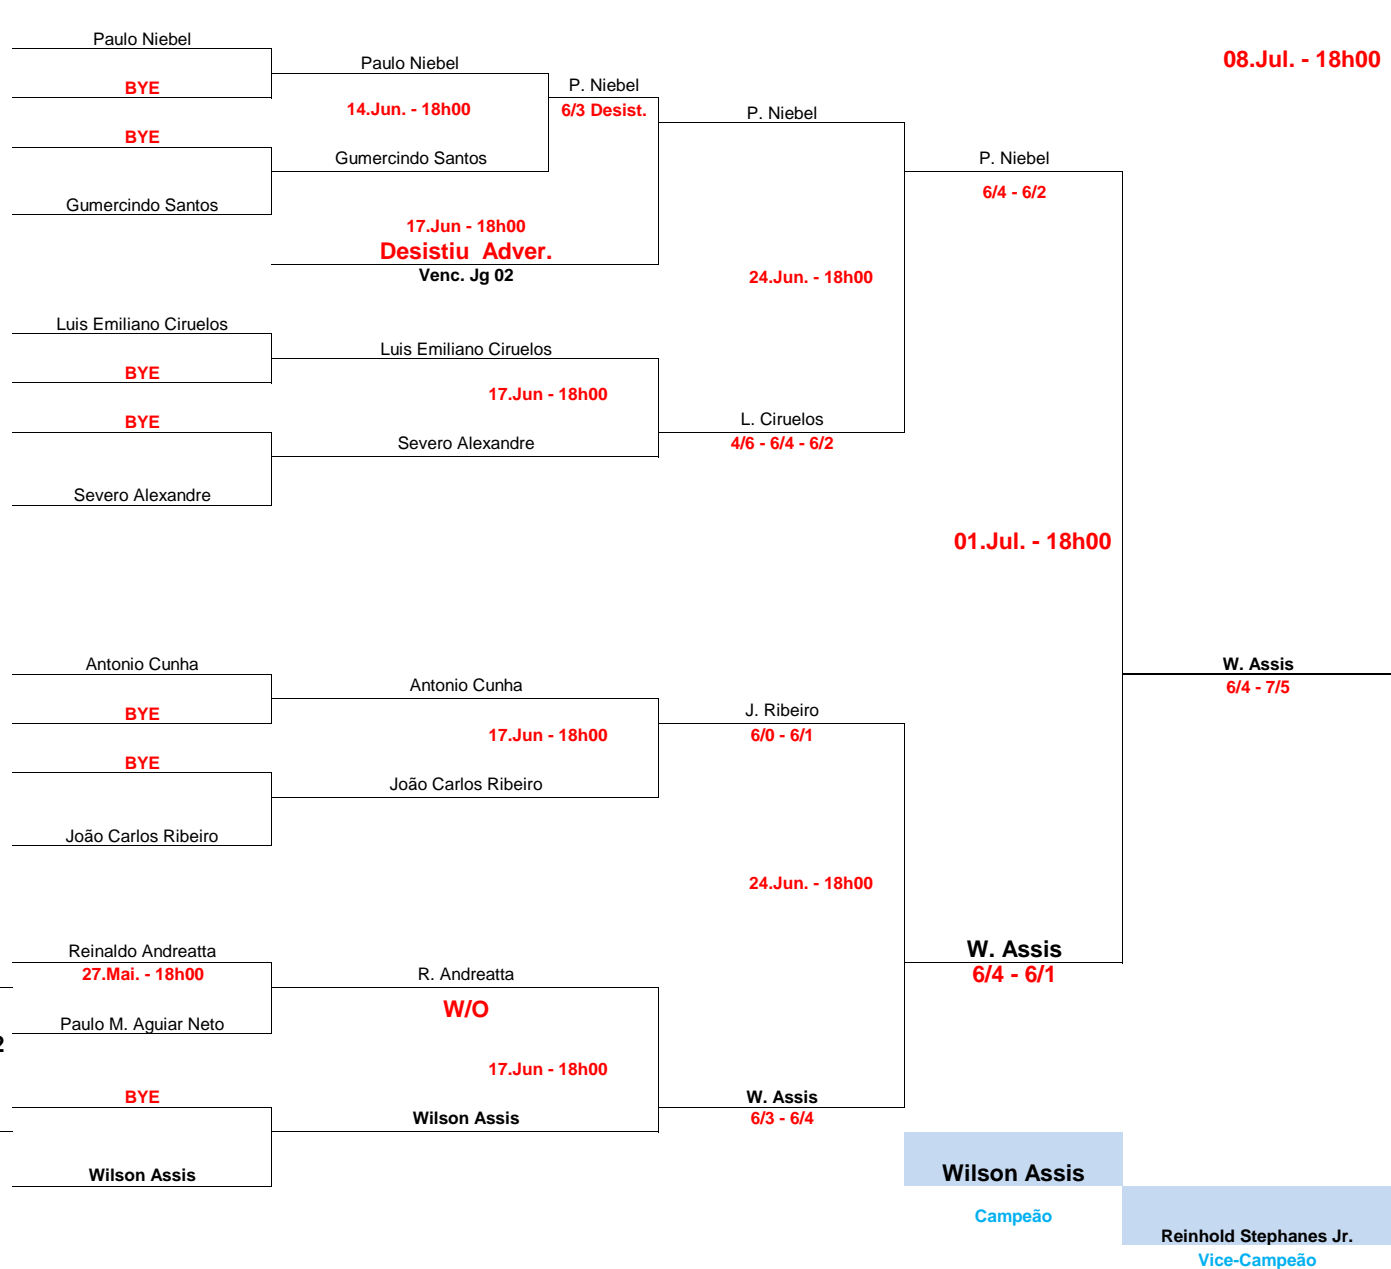 Paulo Niebel
08.Jul. - 18h00
Paulo Niebel
P. Niebel
BYE
14.Jun. - 18h00
6/3 Desist.
P. Niebel
BYE
Gumercindo Santos
P. Niebel
6/4 - 6/2
Gumercindo Santos
17.Jun - 18h00
Desistiu Adver.
Venc. Jg 02
24.Jun. - 18h00
Luis Emiliano Ciruelos
Luis Emiliano Ciruelos
BYE
17.Jun - 18h00
BYE
L. Ciruelos
Severo Alexandre
4/6 - 6/4 - 6/2
Severo Alexandre
01.Jul. - 18h00
Antonio Cunha
W. Assis
Antonio Cunha
6/4 - 7/5
BYE
J. Ribeiro
17.Jun - 18h00
6/0 - 6/1
BYE
João Carlos Ribeiro
João Carlos Ribeiro
24.Jun. - 18h00
Reinaldo Andreatta
W. Assis
27.Mai. - 18h00
R. Andreatta
6/4 - 6/1
W/O
Paulo M. Aguiar Neto
2
17.Jun - 18h00
BYE
W. Assis
Wilson Assis
6/3 - 6/4
Wilson Assis
Wilson Assis
Campeão
Reinhold Stephanes Jr.
Vice-Campeão